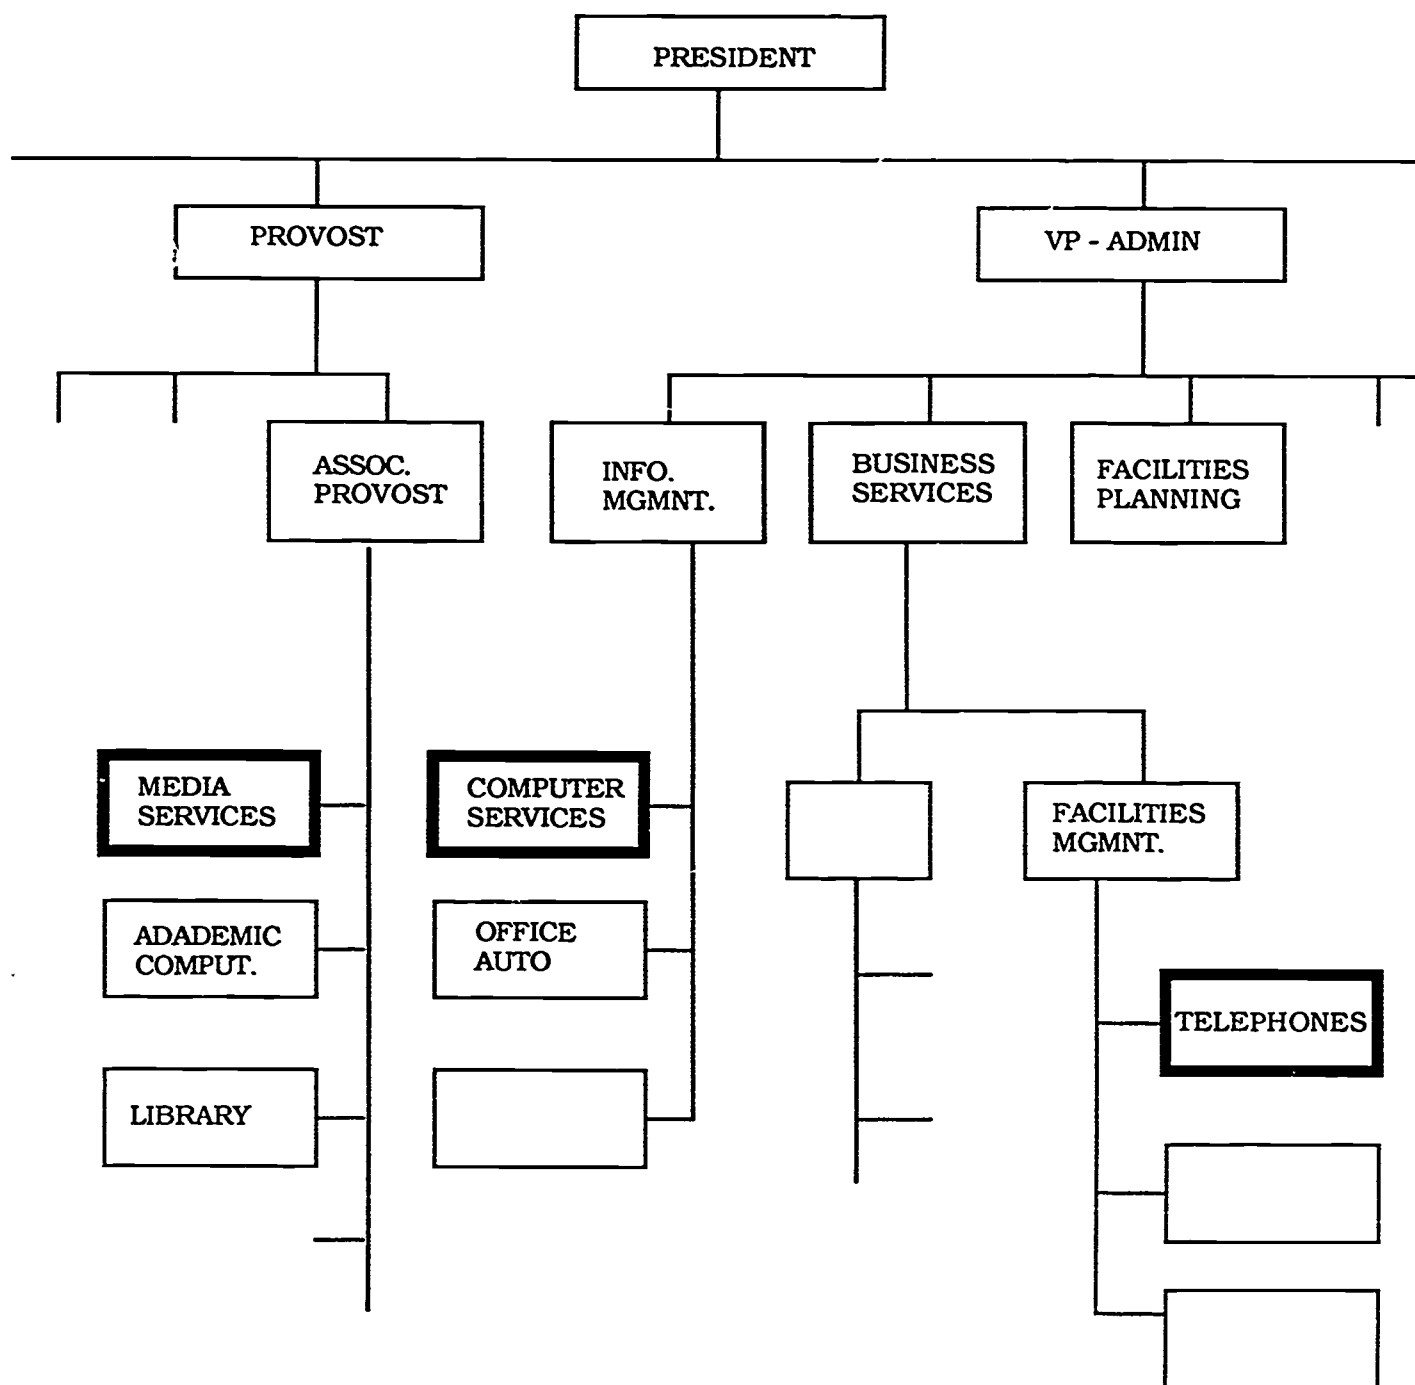 PRESIDENT
PROVOST
VP - ADMIN
ASSOC.
PROVOST
INFO.
MGMNT.
BUSINESS
SERVICES
FACILITIES
PLANNING
MEDIA
SERVICES
COMPUTER
SERVICES
FACILITIES
MGMNT.
ADADEMIC
COMPUT.
OFFICE
AUTO
TELEPHONES
LIBRARY